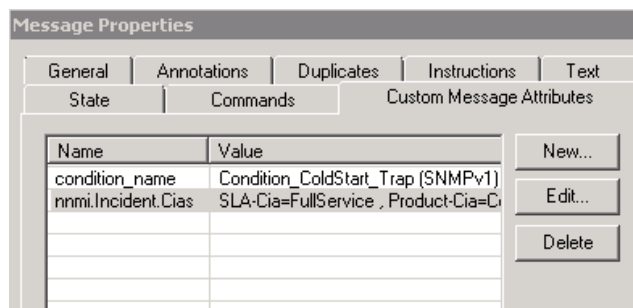 Message Properties
General Annotations Duplicates Instructions Text
State Commands Custom Message Attributes
Name Value
New...
condition_name Condition_ColdStart_Trap (SNMPv1)
nnmi.Incident.Cias SLA-Cia=FullService , Product-Cia=
Edit...
Delete